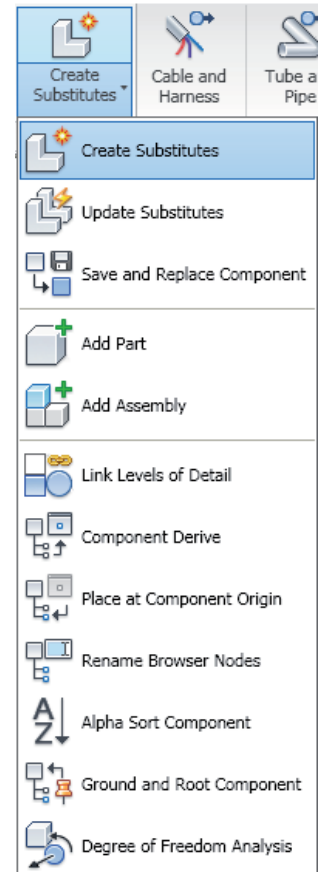 Create
Substitutes
Cable and
Harness
Tube a
Pipe
Create Substitutes
Update Substitutes
Save and Replace Component
Add Part
Add Assembly
Link Levels of Detail
Component Derive
Place at Component Origin
Rename Browser Nodes
Alpha Sort Component
Ground and Root Component
Degree of Freedom Analysis